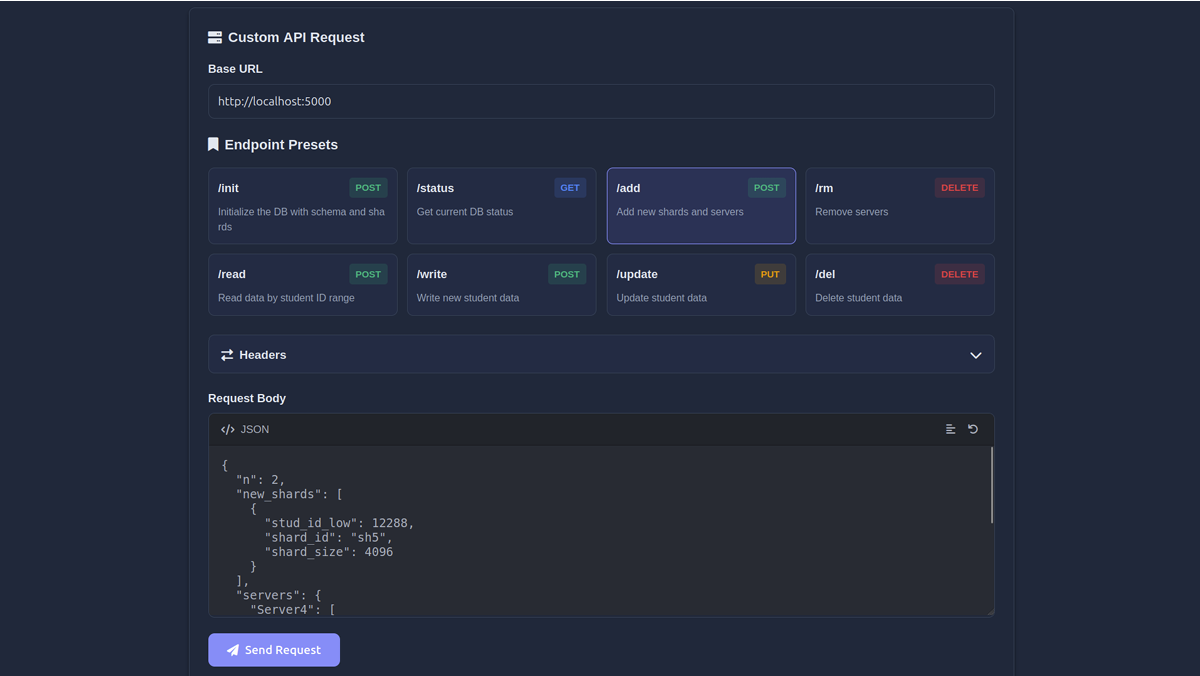 Custom API Request
Base URL
http://localhost:5000
Endpoint Presets
/init POST
Initialize the DB with schema and sha
rds
/status GET
Get current DB status
/add POST
Add new shards and servers
/rm DELETE
Remove servers
/read POST
Read data by student ID range
/write POST
Write new student data
/update PUT
Update student data
/del DELETE
Delete student data
Headers
Request Body
</> JSON
{
  "n": 2,
  "new_shards": [
    {
      "stud_id_low": 12288,
      "shard_id": "sh5",
      "shard_size": 4096
    }
  ],
  "servers": {
    "Server4": [
Send Request